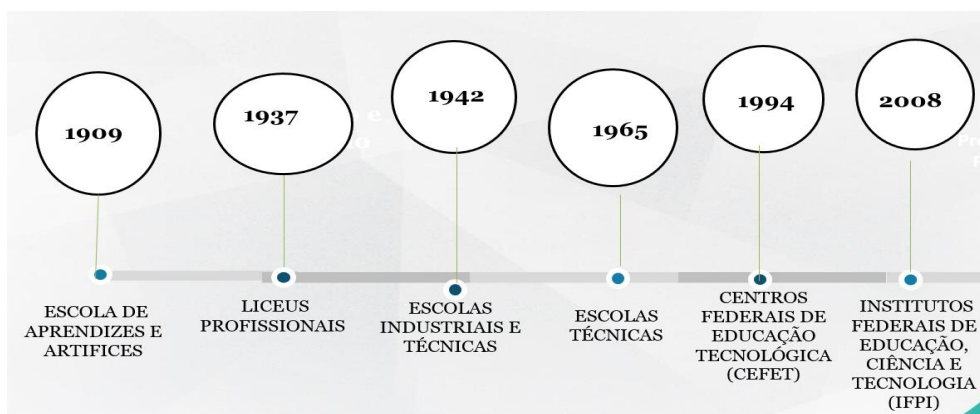 1909
1937
1942
1965
1994
2008
ESCOLA DE
APRENDIZES E
ARTIFICES
LICEUS
PROFISSIONAIS
ESCOLAS
INDUSTRIAIS E
TÉCNICAS
ESCOLAS
TÉCNICAS
CENTROS
FEDERAIS DE
EDUCAÇÃO
TECNOLÓGICA
(CEFET)
INSTITUTOS
FEDERAIS DE
EDUCAÇÃO,
CIÊNCIA E
TECNOLOGIA
(IFPI)